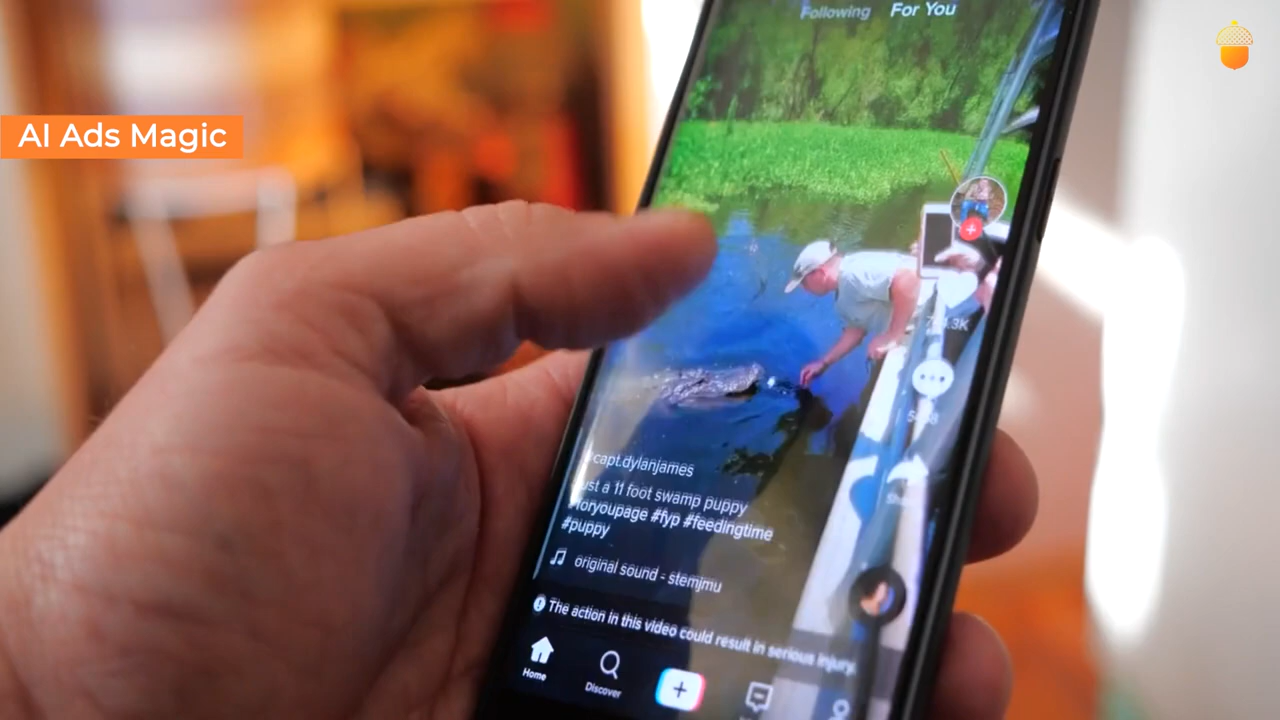 Following For You
AI Ads Magic
capt.dylanjames
Just a 11 foot swamp puppy
#foryoupage #fyp #feedingtime
#puppy
original sound - stemjmu
The action in this video could result in serious injury.
Home
Discover